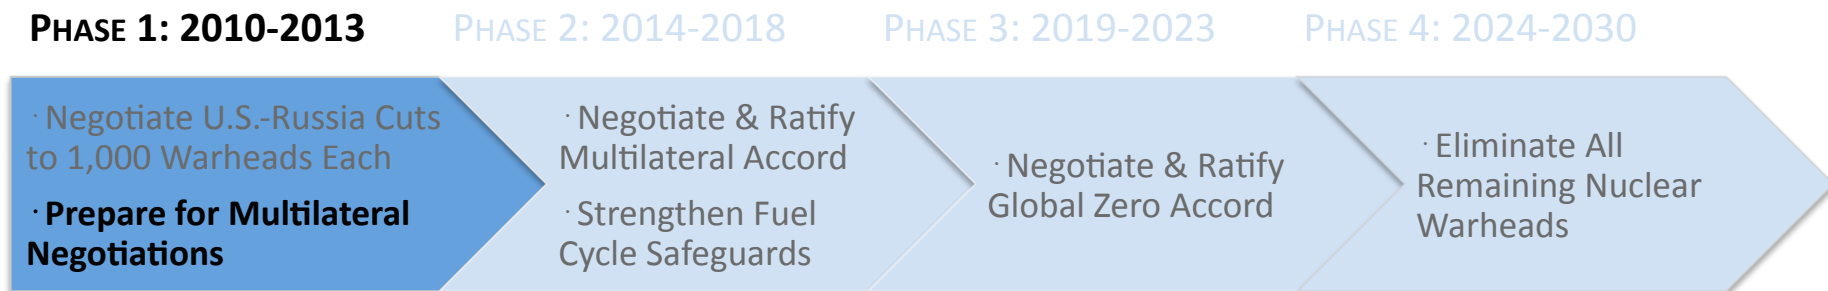 PHASE 1: 2010-2013
PHASE 2: 2014-2018
PHASE 3: 2019-2023
PHASE 4: 2024-2030
· Negotiate U.S.-Russia Cuts
to 1,000 Warheads Each
· Prepare for Multilateral
Negotiations
· Negotiate & Ratify
Multilateral Accord
· Strengthen Fuel
Cycle Safeguards
· Negotiate & Ratify
Global Zero Accord
· Eliminate All
Remaining Nuclear
Warheads